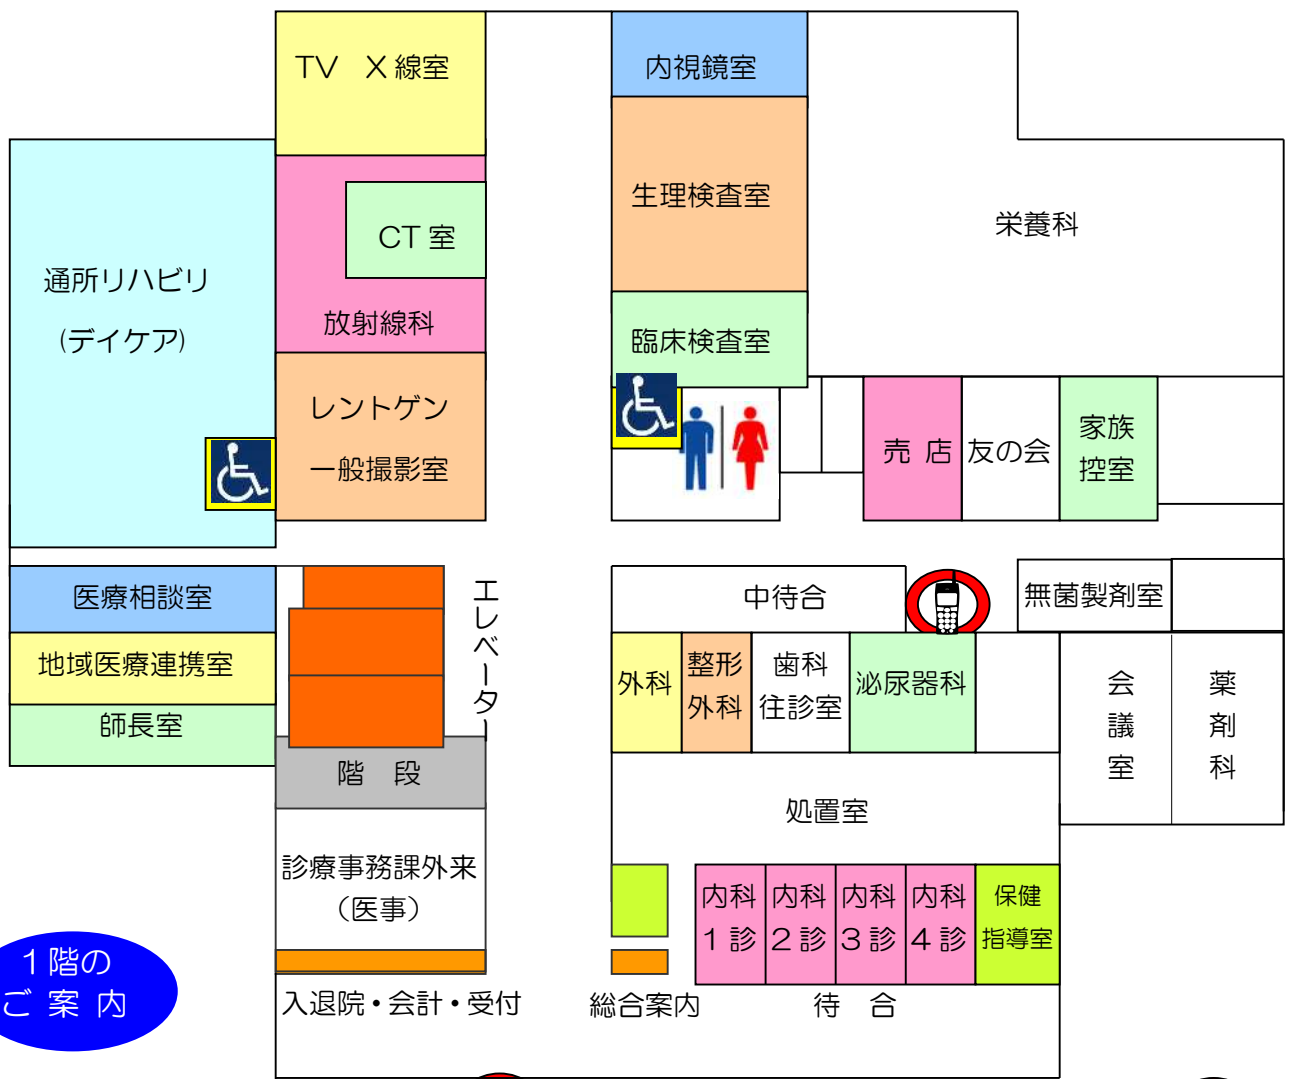 TV X線室
内視鏡室
生理検査室
栄養科
CT室
通所リハビリ
(デイケア)
放射線科
臨床検査室
レントゲン
一般撮影室
売店
友の会
家族
控室
医療相談室
エレベーター
中待合
無菌製剤室
地域医療連携室
外科
整形
外科
歯科
往診室
泌尿器科
会議室
薬剤科
師長室
階段
処置室
診療事務課外来
（医事）
内科
1診
内科
2診
内科
3診
内科
4診
保健
指導室
1階の
ご案内
入退院・会計・受付
総合案内
待合